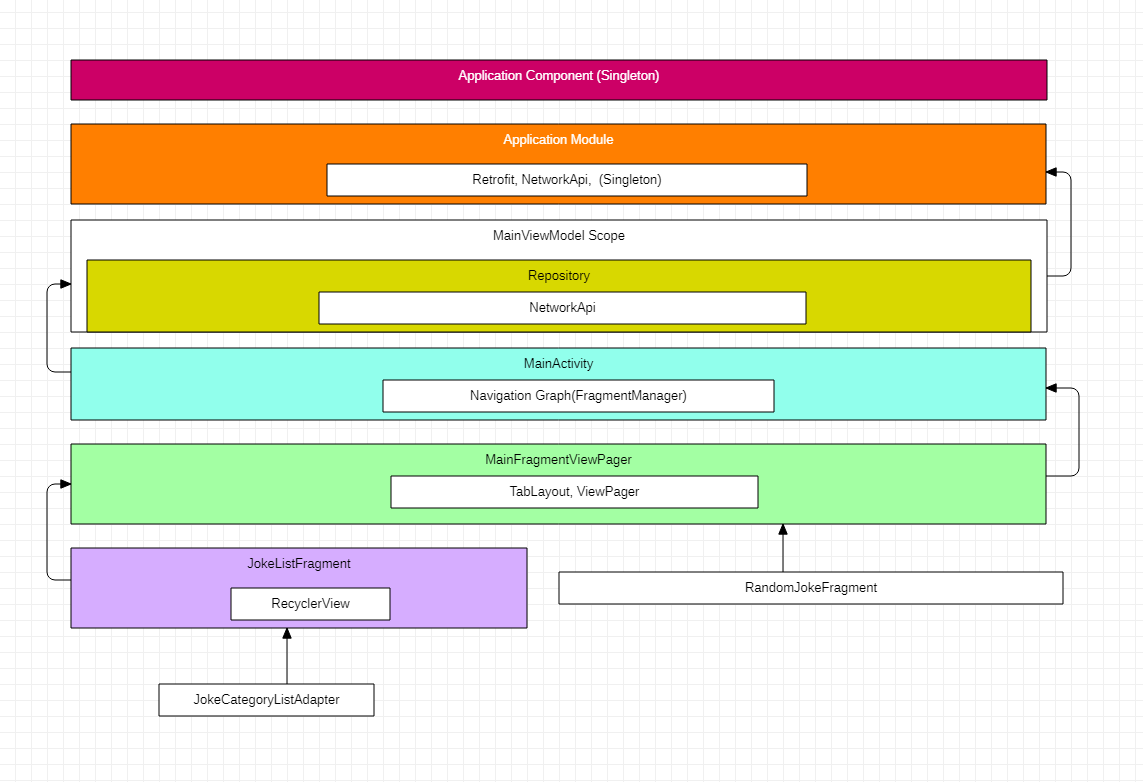 Application Component (Singleton)
Application Module
Retrofit, NetworkApi,  (Singleton)
MainViewModel Scope
Repository
NetworkApi
MainActivity
Navigation Graph(FragmentManager)
MainFragmentViewPager
TabLayout, ViewPager
JokeListFragment
RecyclerView
RandomJokeFragment
JokeCategoryListAdapter